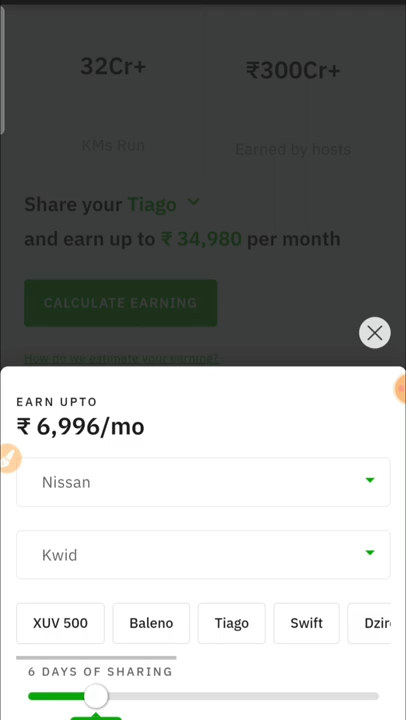 32Cr+
₹300Cr+
KMs Run
Earned by hosts
Share your Tiago
and earn up to ₹ 34,980 per month
CALCULATE EARNING
How do we estimate your earning?
EARN UPTO
₹ 6,996/mo
Nissan
Kwid
XUV 500
Baleno
Tiago
Swift
Dzir
6 DAYS OF SHARING